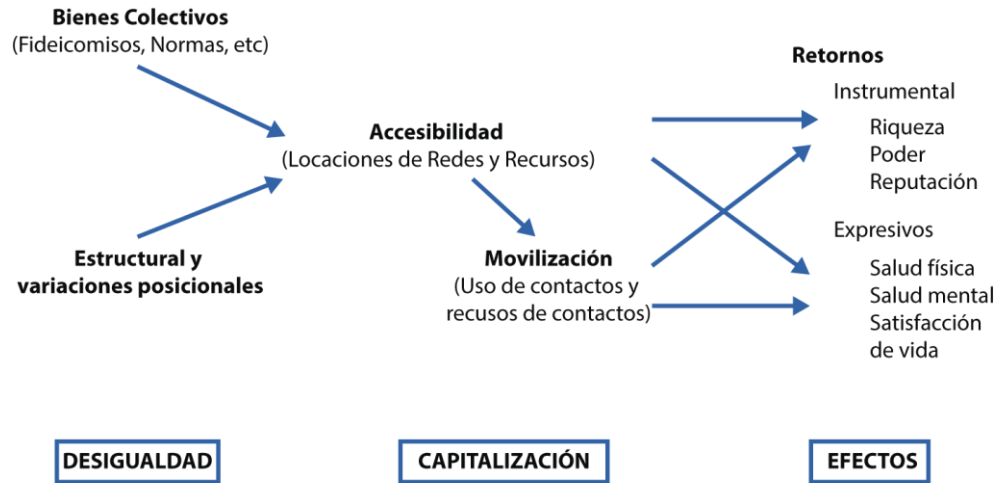 Bienes Colectivos
(Fideicomisos, Normas, etc)
Estructural y
variaciones posicionales
Accesibilidad
(Locaciones de Redes y Recursos)
Movilización
(Uso de contactos y
recusos de contactos)
Retornos
Instrumental
Riqueza
Poder
Reputación
Expresivos
Salud física
Salud mental
Satisfacción
de vida
DESIGUALDAD
CAPITALIZACIÓN
EFECTOS